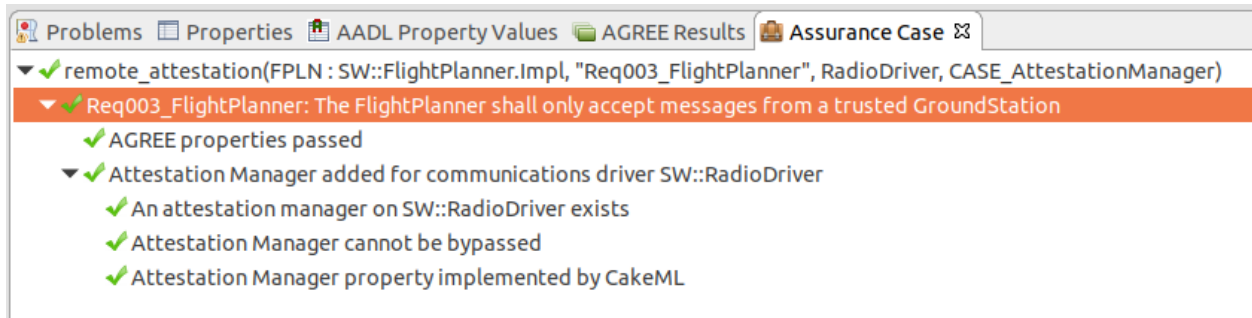 Problems Properties AADL Property Values AGREE Results Assurance Case
remote_attestation(FPLN : SW::FlightPlanner.Impl, "Req003_FlightPlanner", RadioDriver, CASE_AttestationManager)
Req003_FlightPlanner: The FlightPlanner shall only accept messages from a trusted GroundStation
AGREE properties passed
Attestation Manager added for communications driver SW::RadioDriver
An attestation manager on SW::RadioDriver exists
Attestation Manager cannot be bypassed
Attestation Manager property implemented by CakeML